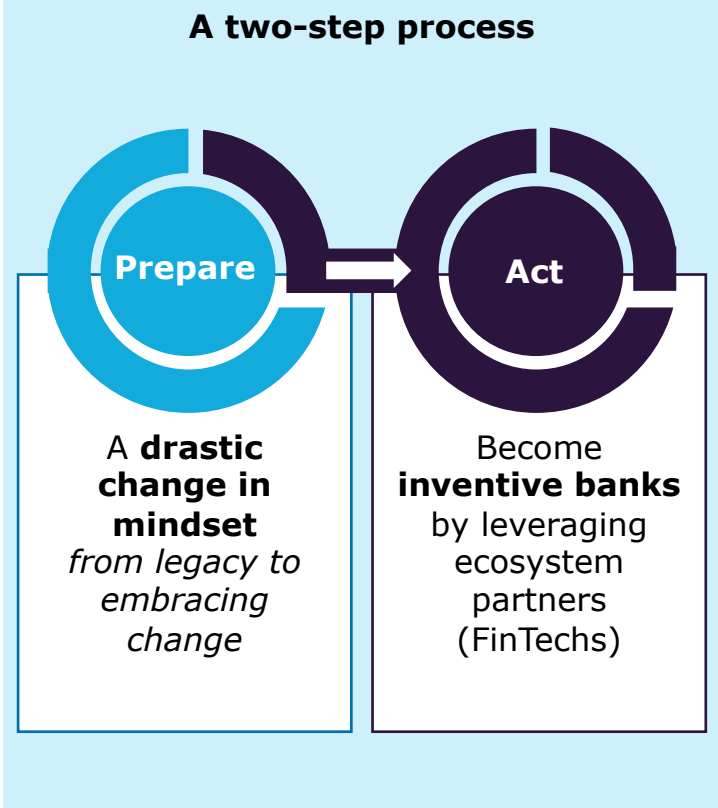 A two-step process
Prepare
Act
A drastic
change in
mindset
from legacy to
embracing
change
Become
inventive banks
by leveraging
ecosystem
partners
(FinTechs)